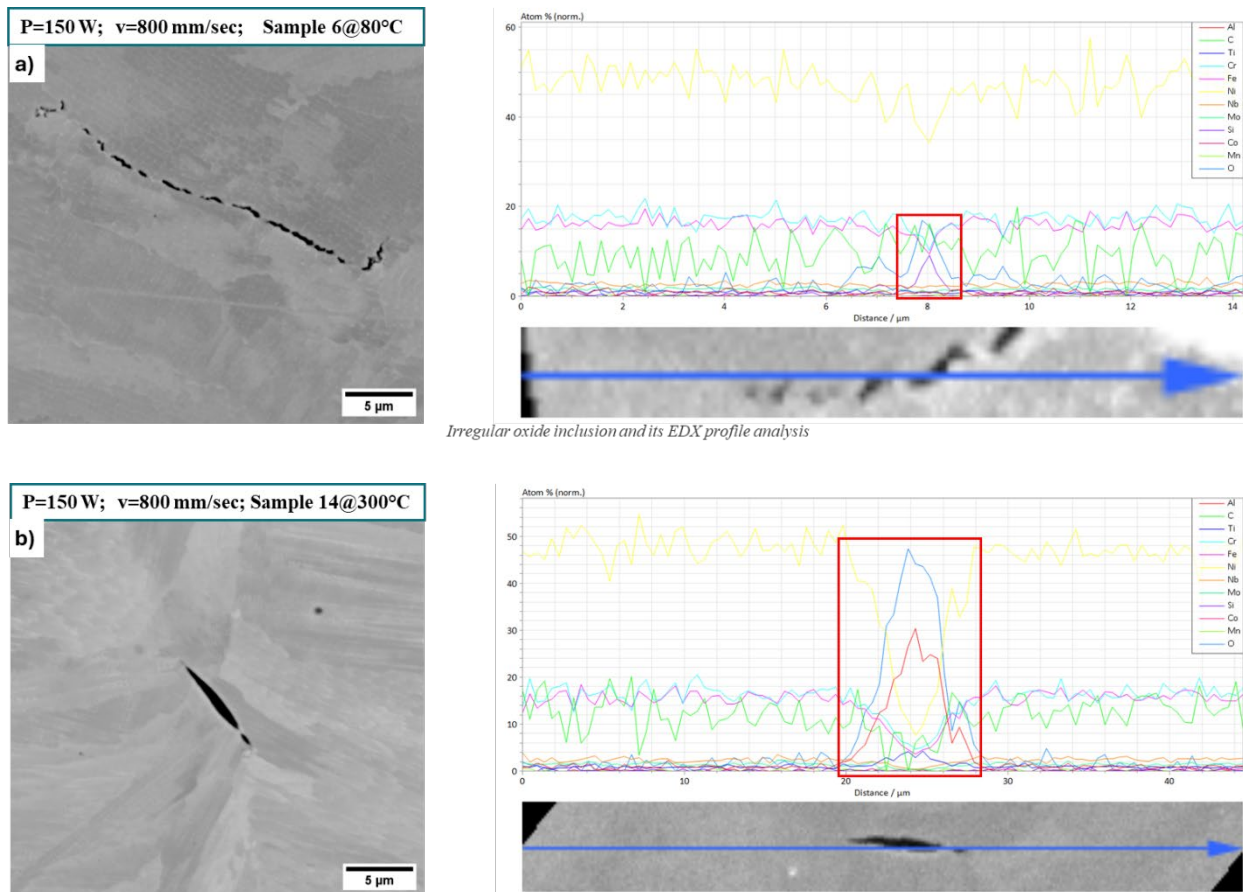 P=150 W; v=800 mm/sec; Sample 6@80°C
a)
5 µm
Atom % (norm.)
60
40
20
0
0 2 4 6 8 10 12 14
Distance / µm
Al
C
Ti
Cr
Fe
Ni
Nb
Mo
Si
Co
Mn
O
Irregular oxide inclusion and its EDX profile analysis
P=150 W; v=800 mm/sec; Sample 14@300°C
b)
5 µm
Atom % (norm.)
50
40
30
20
10
0
0 10 20 30 40
Distance / µm
Al
C
Ti
Cr
Fe
Ni
Nb
Mo
Si
Co
Mn
O